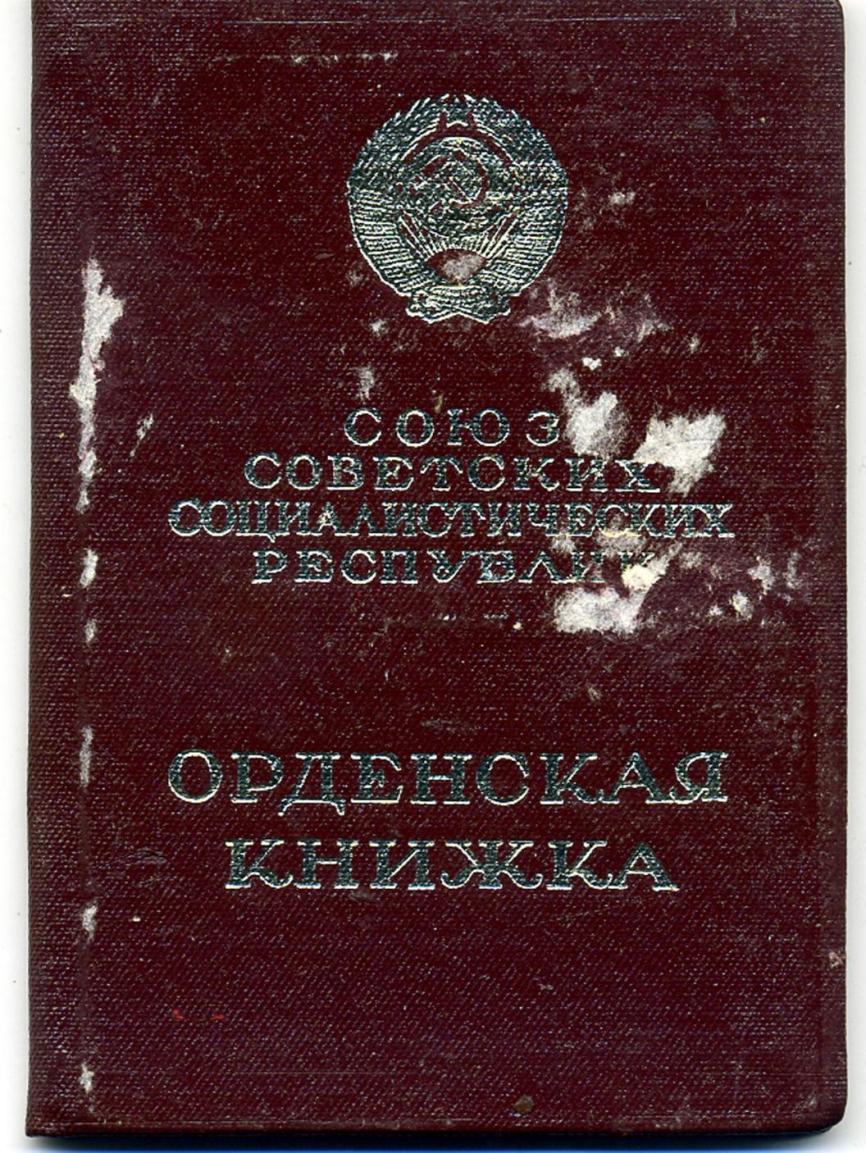 СОЮЗ
СОВЕТСКИХ
СОЦИАЛИСТИЧЕСКИХ
РЕСПУБЛИК
ОРДЕНСКАЯ
КНИЖКА